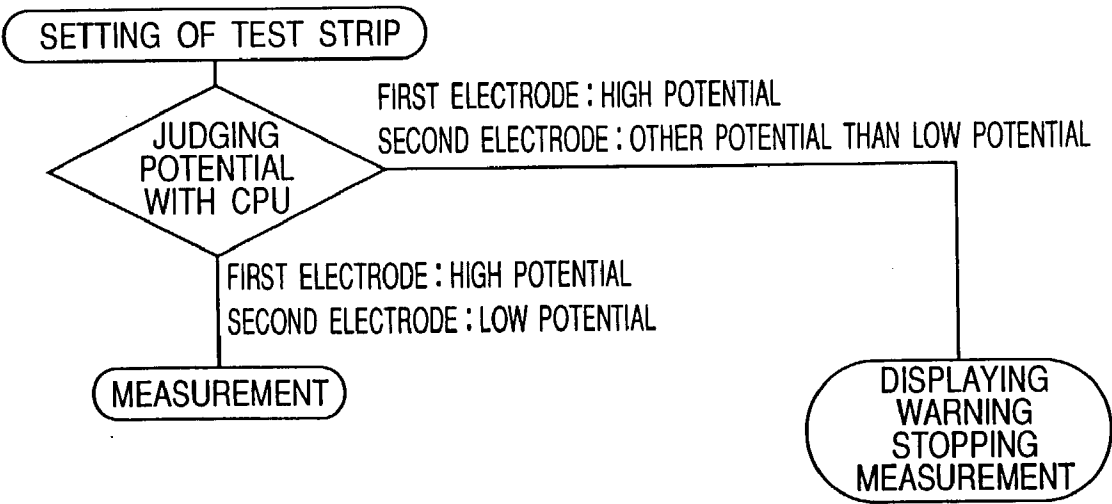 SETTING OF TEST STRIP
FIRST ELECTRODE : HIGH POTENTIAL
SECOND ELECTRODE : OTHER POTENTIAL THAN LOW POTENTIAL
JUDGING
POTENTIAL
WITH CPU
FIRST ELECTRODE : HIGH POTENTIAL
SECOND ELECTRODE : LOW POTENTIAL
MEASUREMENT
DISPLAYING
WARNING
STOPPING
MEASUREMENT